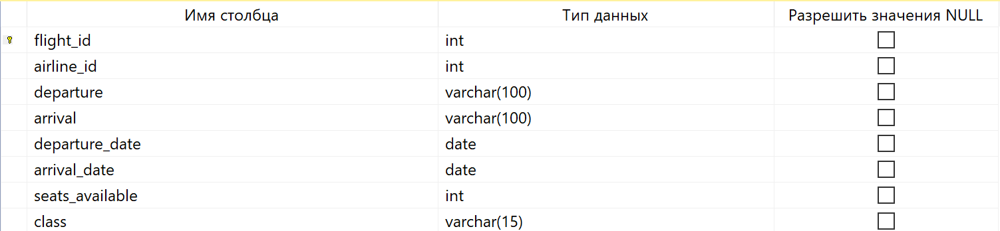 Имя столбца Тип данных Разрешить значения NULL
flight_id int
airline_id int
departure varchar(100)
arrival varchar(100)
departure_date date
arrival_date date
seats_available int
class varchar(15)